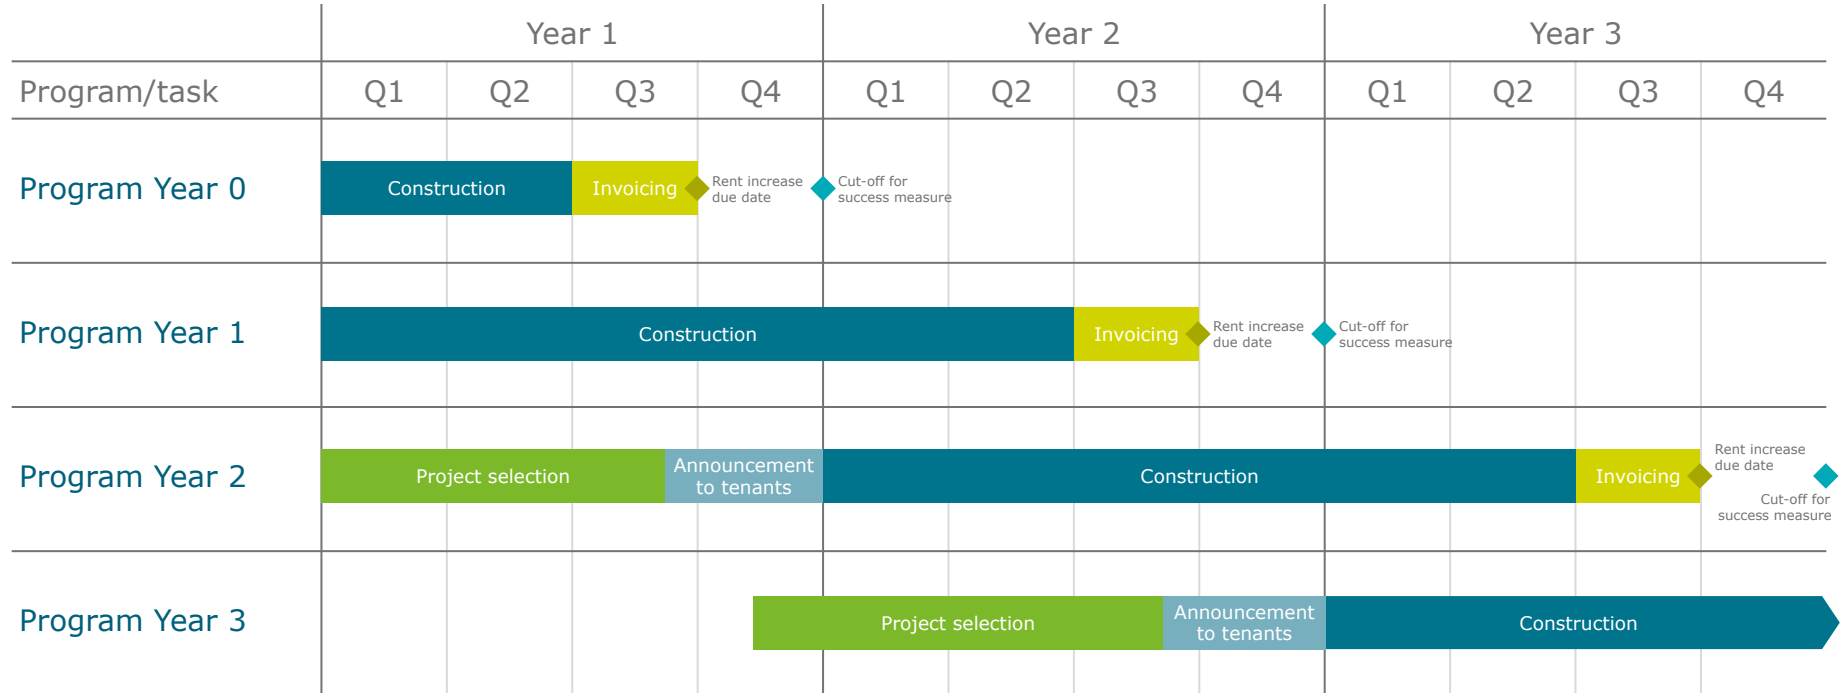 Year 1
Year 2
Year 3
Program/task
Q1
Q2
Q3
Q4
Q1
Q2
Q3
Q4
Q1
Q2
Q3
Q4
Program Year 0
Construction
Invoicing
Rent increase
due date
Cut-off for
success measure
Program Year 1
Construction
Invoicing
Rent increase
due date
Cut-off for
success measure
Program Year 2
Project selection
Announcement
to tenants
Construction
Invoicing
Rent increase
due date
Cut-off for
success measure
Program Year 3
Project selection
Announcement
to tenants
Construction